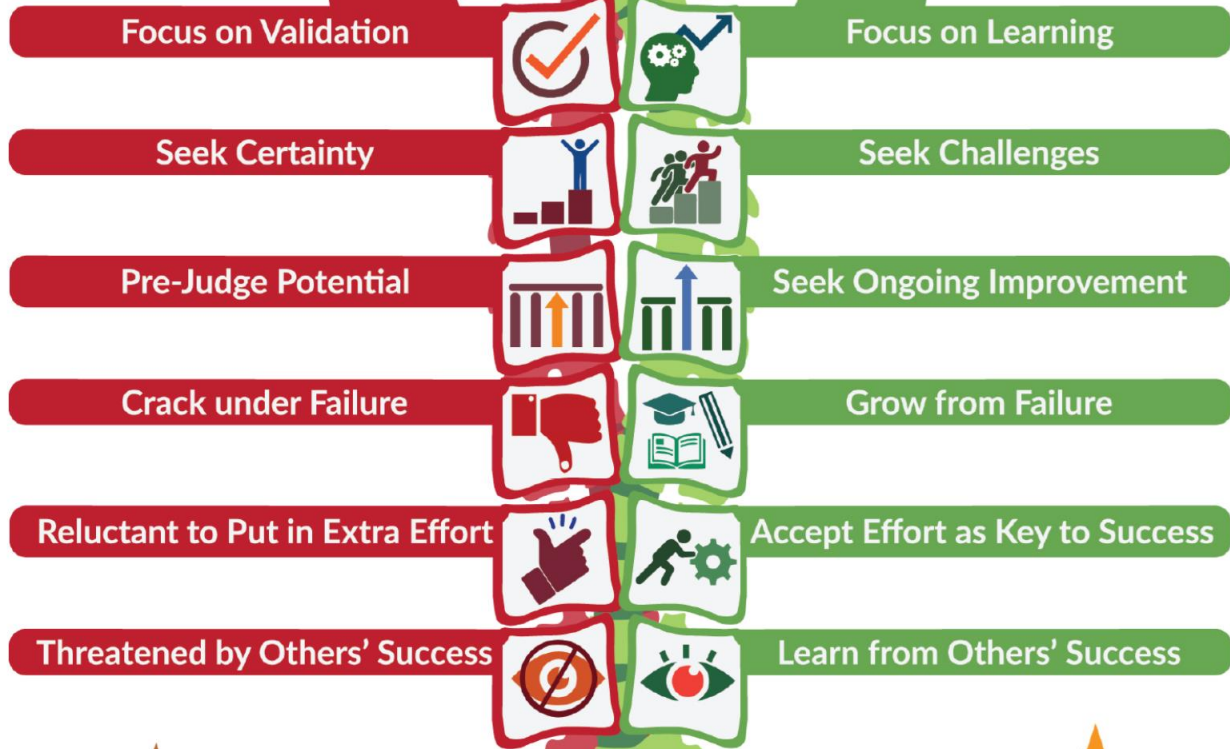 Focus on Validation
Focus on Learning
Seek Certainty
Seek Challenges
Pre-Judge Potential
Seek Ongoing Improvement
Crack under Failure
Grow from Failure
Reluctant to Put in Extra Effort
Accept Effort as Key to Success
Threatened by Others’ Success
Learn from Others’ Success